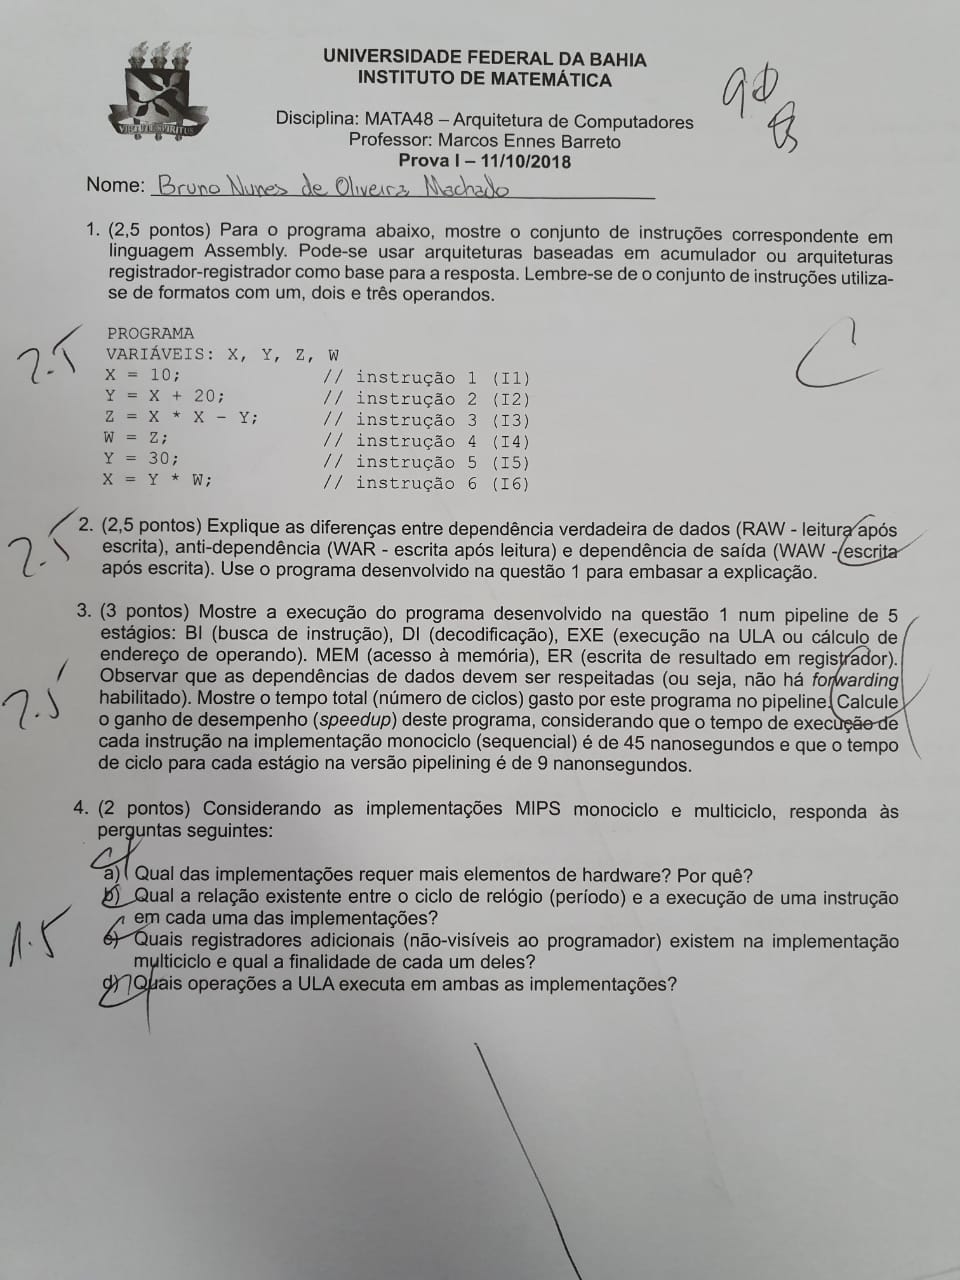 UNIVERSIDADE FEDERAL DA BAHIA
INSTITUTO DE MATEMÁTICA
VIRTUTE SPIRITUS
Disciplina: MATA48 – Arquitetura de Computadores
Professor: Marcos Ennes Barreto
Prova I – 11/10/2018
Nome: Bruno Nunes de Oliveira Machado
1. (2,5 pontos) Para o programa abaixo, mostre o conjunto de instruções correspondente em
linguagem Assembly. Pode-se usar arquiteturas baseadas em acumulador ou arquiteturas
registrador-registrador como base para a resposta. Lembre-se de o conjunto de instruções utiliza-
se de formatos com um, dois e três operandos.
PROGRAMA
VARIÁVEIS: X, Y, Z, W
X = 10; // instrução 1 (I1)
Y = X + 20; // instrução 2 (I2)
Z = X * X - Y; // instrução 3 (I3)
W = Z; // instrução 4 (I4)
Y = 30; // instrução 5 (I5)
X = Y * W; // instrução 6 (I6)
2.5
C
2. (2,5 pontos) Explique as diferenças entre dependência verdadeira de dados (RAW - leitura após
escrita), anti-dependência (WAR - escrita após leitura) e dependência de saída (WAW - escrita
após escrita). Use o programa desenvolvido na questão 1 para embasar a explicação.
2.5
3. (3 pontos) Mostre a execução do programa desenvolvido na questão 1 num pipeline de 5
estágios: BI (busca de instrução), DI (decodificação), EXE (execução na ULA ou cálculo de
endereço de operando). MEM (acesso à memória), ER (escrita de resultado em registrador).
Observar que as dependências de dados devem ser respeitadas (ou seja, não há forwarding
habilitado). Mostre o tempo total (número de ciclos) gasto por este programa no pipeline. Calcule
o ganho de desempenho (speedup) deste programa, considerando que o tempo de execução de
cada instrução na implementação monociclo (sequencial) é de 45 nanosegundos e que o tempo
de ciclo para cada estágio na versão pipelining é de 9 nanonsegundos.
2.5
4. (2 pontos) Considerando as implementações MIPS monociclo e multiciclo, responda às
perguntas seguintes:
a) Qual das implementações requer mais elementos de hardware? Por quê?
b) Qual a relação existente entre o ciclo de relógio (período) e a execução de uma instrução
em cada uma das implementações?
c) Quais registradores adicionais (não-visíveis ao programador) existem na implementação
multiciclo e qual a finalidade de cada um deles?
d) Quais operações a ULA executa em ambas as implementações?
1.5